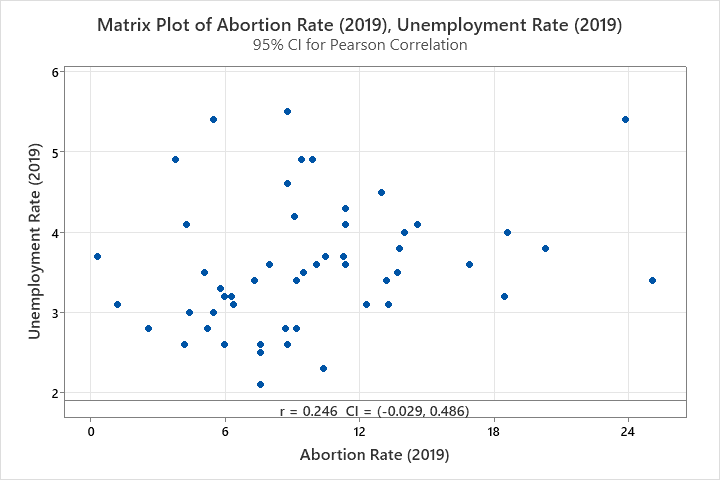 Matrix Plot of Abortion Rate (2019), Unemployment Rate (2019)
95% CI for Pearson Correlation
Unemployment Rate (2019)
6
5
4
3
2
r = 0.246 CI = (-0.029, 0.486)
0 6 12 18 24
Abortion Rate (2019)